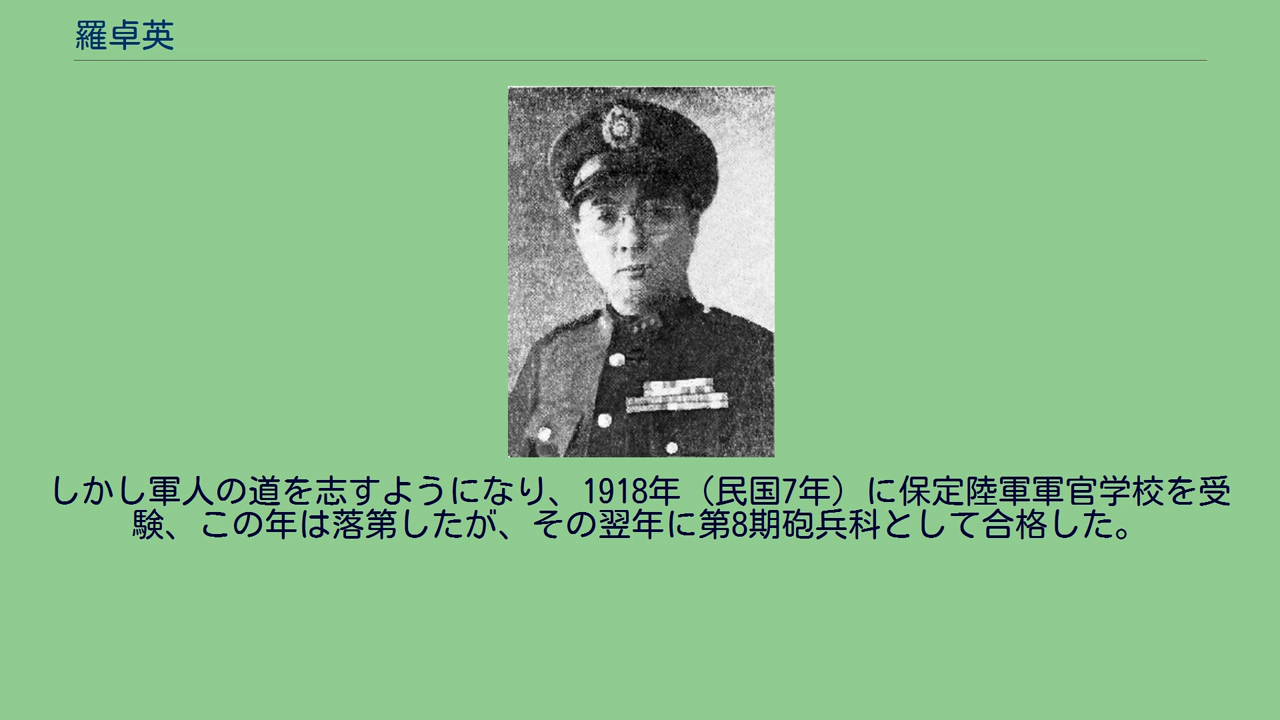 羅卓英
しかし軍人の道を志すようになり、1918年（民国7年）に保定陸軍軍官学校を受
験、この年は落第したが、その翌年に第8期砲兵科として合格した。